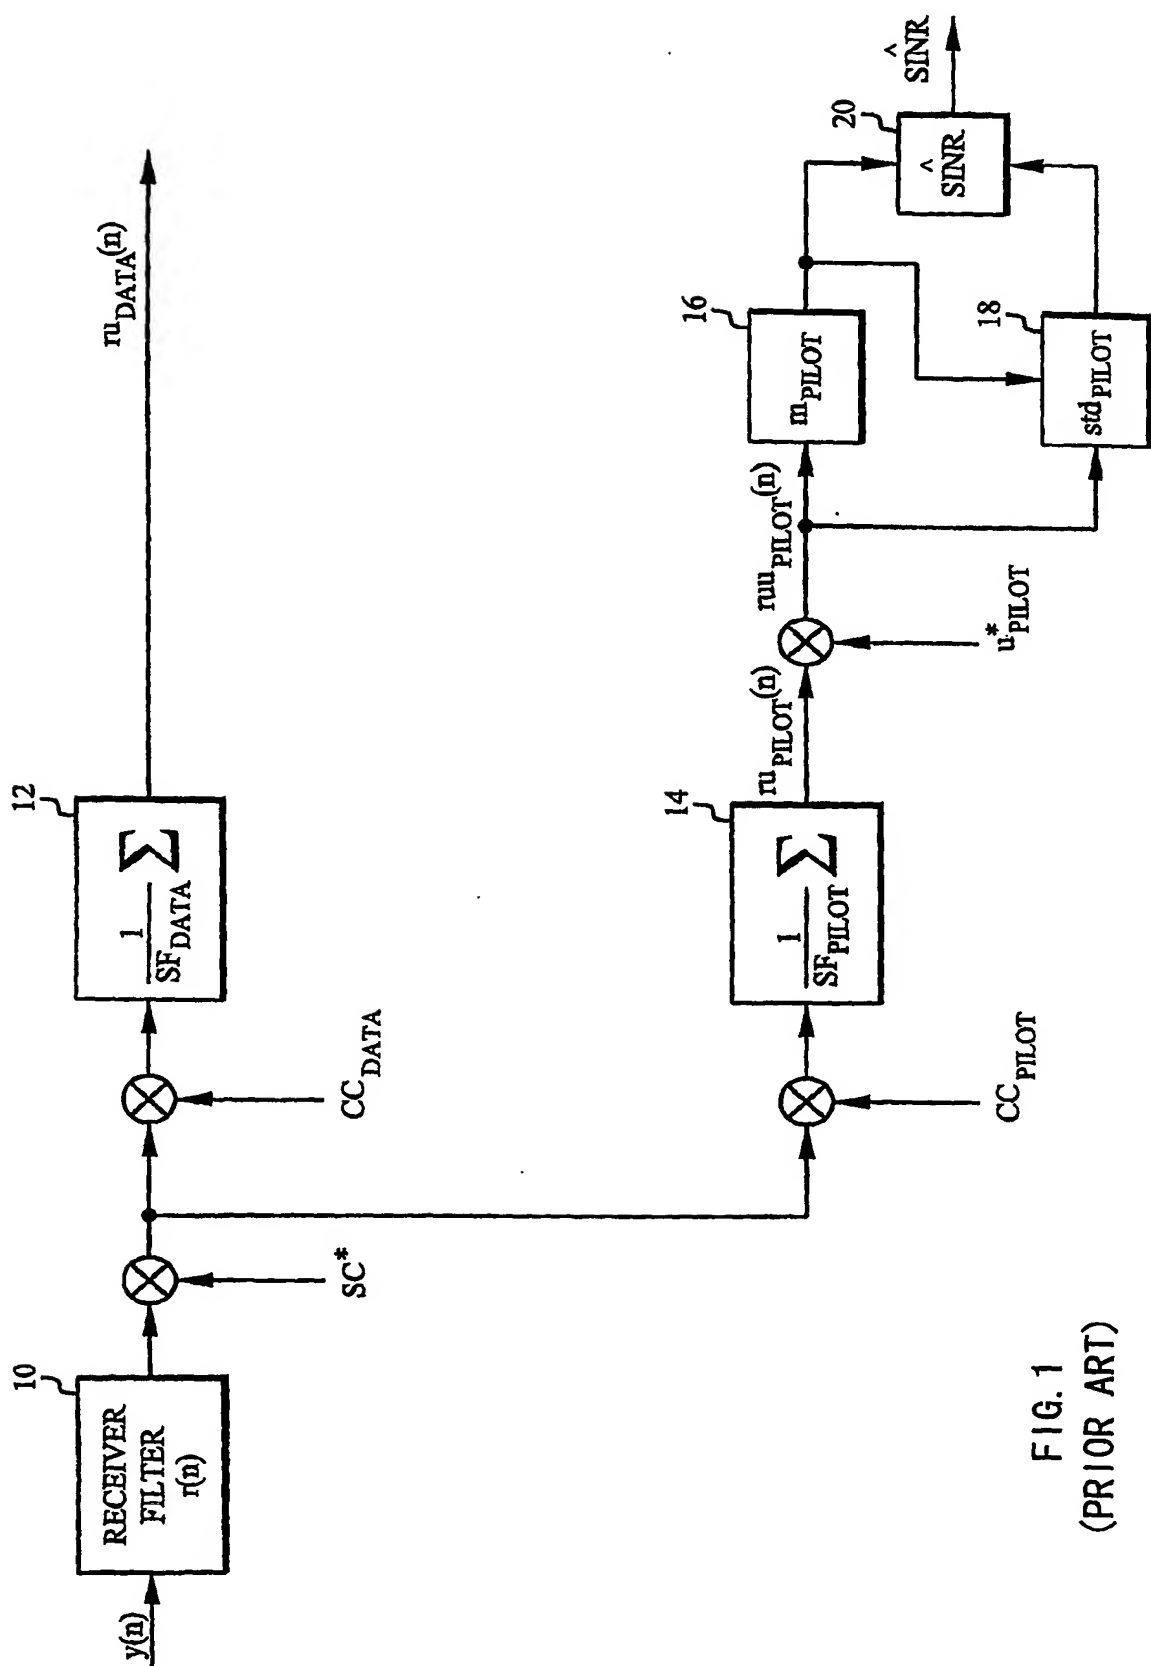 y(n)
10
RECEIVER
FILTER
r(n)
SC*
CC_DATA
12
1
SF_DATA
Σ
ru_DATA(n)
CC_PILOT
14
1
SF_PILOT
Σ
ru_PILOT(n)
u*_PILOT
ruu_PILOT(n)
16
m_PILOT
18
std_PILOT
20
^
SINR
^
SINR
FIG. 1
(PRIOR ART)